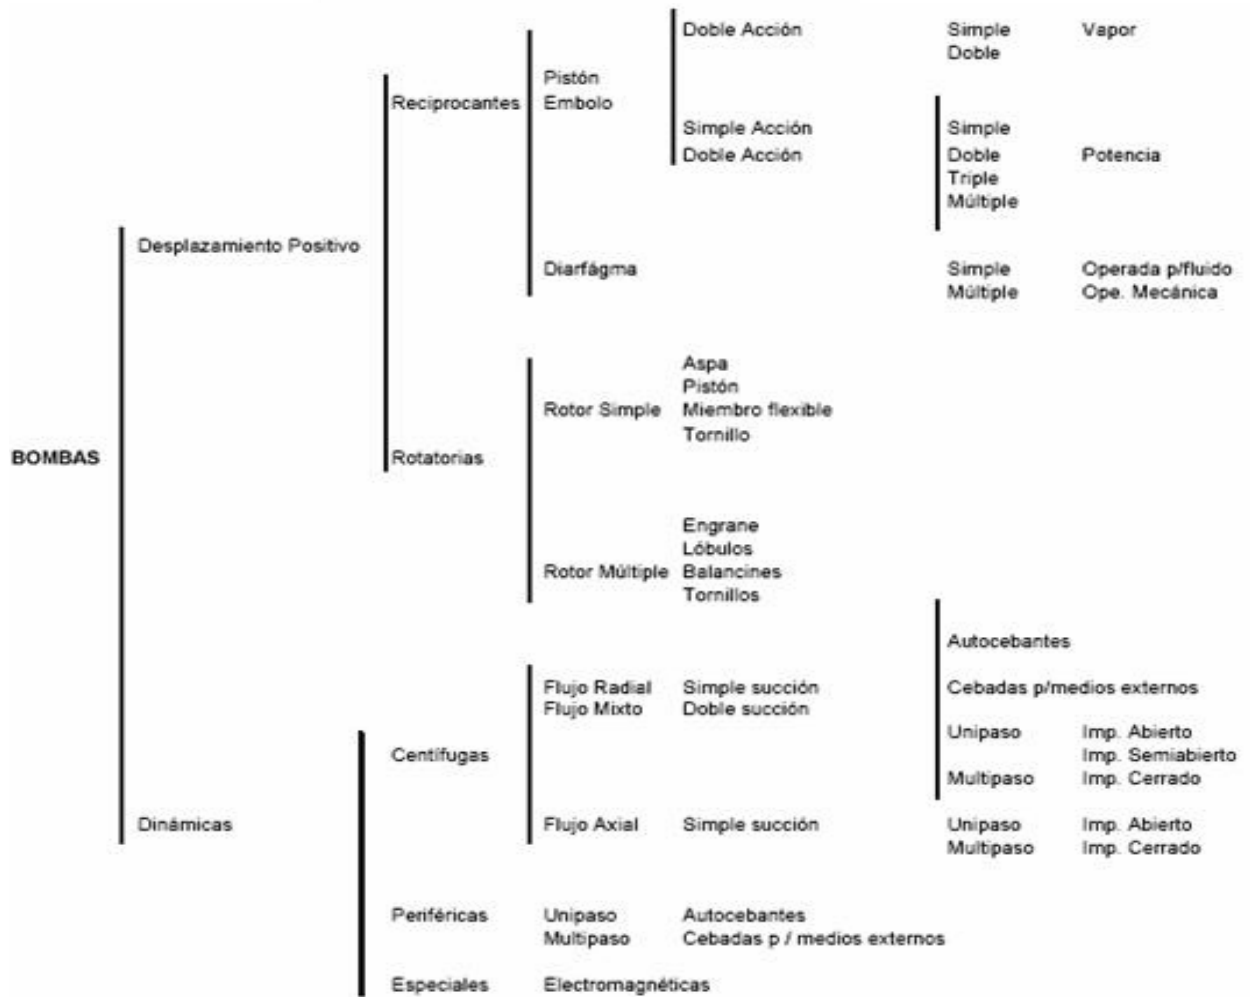 Doble Acción Simple Vapor
Doble
Pistón
Reciprocantes Embolo
Simple Acción Simple
Doble Acción Doble Potencia
Triple
Múltiple
Desplazamiento Positivo
Diarfágma Simple Operada p/fluido
Múltiple Ope. Mecánica
Aspa
Pistón
Rotor Simple Miembro flexible
Tornillo
BOMBAS Rotatorias
Engrane
Lóbulos
Rotor Múltiple Balancines
Tornillos
Autocebantes
Flujo Radial Simple succión Cebadas p/medios externos
Flujo Mixto Doble succión
Unipaso Imp. Abierto
Centífugas Imp. Semiabierto
Multipaso Imp. Cerrado
Dinámicas Flujo Axial Simple succión Unipaso Imp. Abierto
Multipaso Imp. Cerrado
Periféricas Unipaso Autocebantes
Multipaso Cebadas p / medios externos
Especiales Electromagnéticas